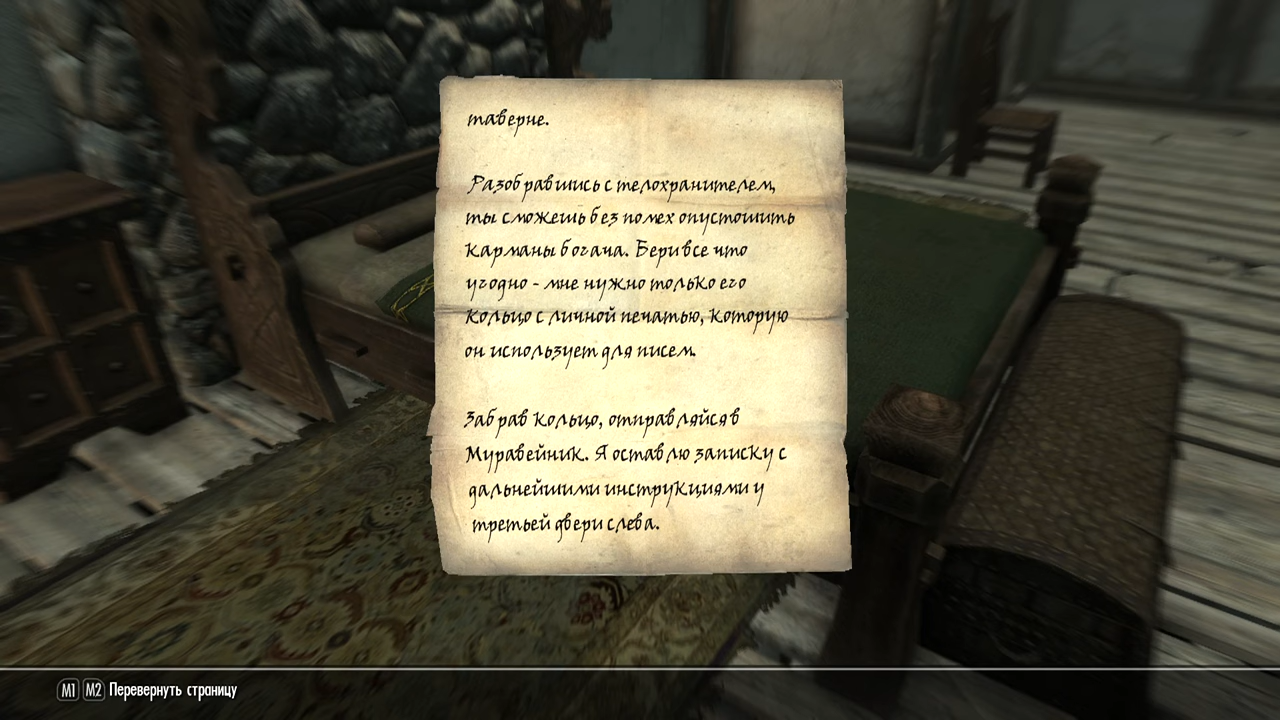 таверне.
Разобравшись с телохранителем,
ты сможешь без помех опустошить
карманы богача. Бери все что
угодно - мне нужно только его
кольцо с личной печатью, которую
он использует для писем.
Забрав кольцо, отправляйся в
Муравейник. Я оставлю записку с
дальнейшими инструкциями у
третьей двери слева.
M1 M2 Перевернуть страницу